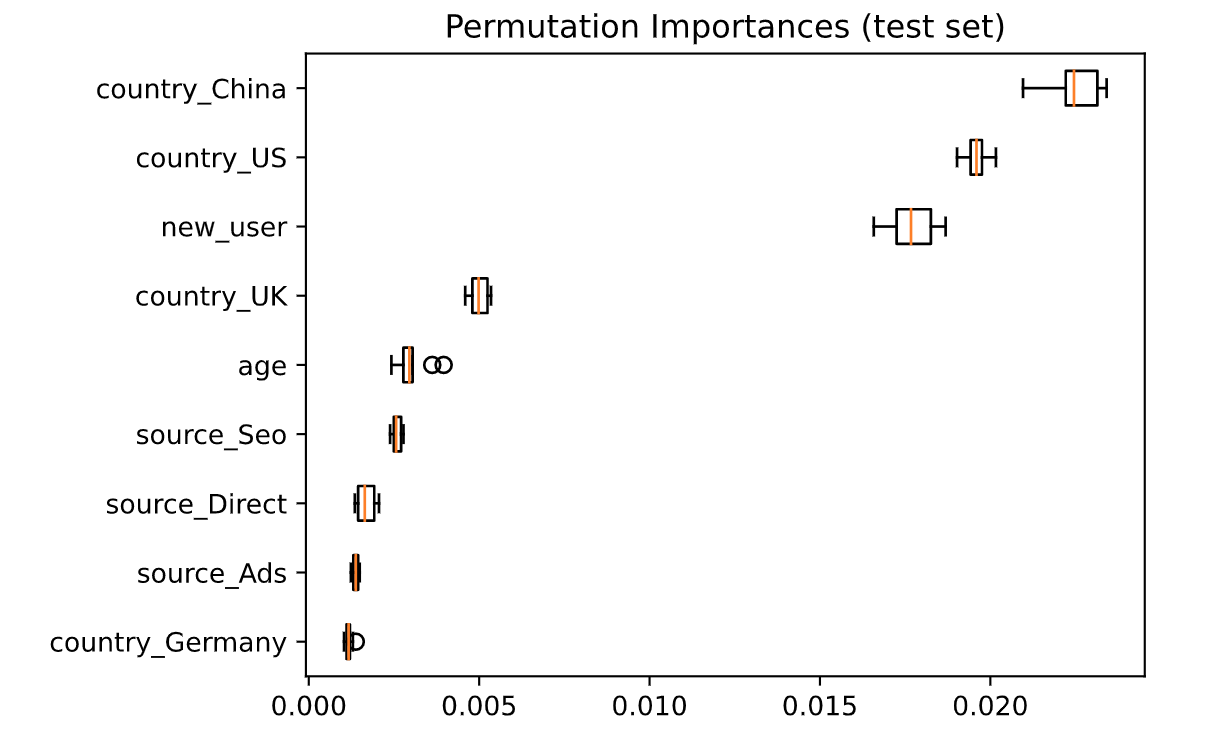 Permutation Importances (test set)
country_China
country_US
new_user
country_UK
age
source_Seo
source_Direct
source_Ads
country_Germany
0.000 0.005 0.010 0.015 0.020